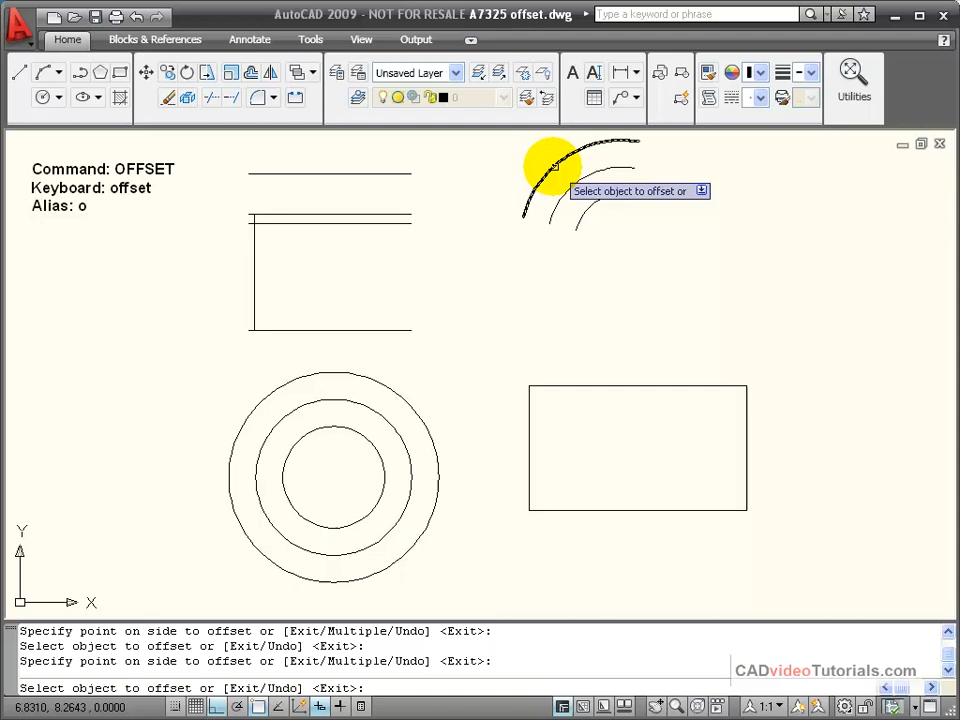 AutoCAD 2009 - NOT FOR RESALE A7325 offset.dwg
Type a keyword or phrase
Home
Blocks & References
Annotate
Tools
View
Output
Unsaved Layer
0
Utilities
Command: OFFSET
Keyboard: offset
Alias: o
Select object to offset or
Y
X
Specify point on side to offset or [Exit/Multiple/Undo] <Exit>:
Select object to offset or [Exit/Undo] <Exit>:
Specify point on side to offset or [Exit/Multiple/Undo] <Exit>:
Select object to offset or [Exit/Undo] <Exit>:
CADvideoTutorials.com
6.8310, 8.2643, 0.0000
1:1